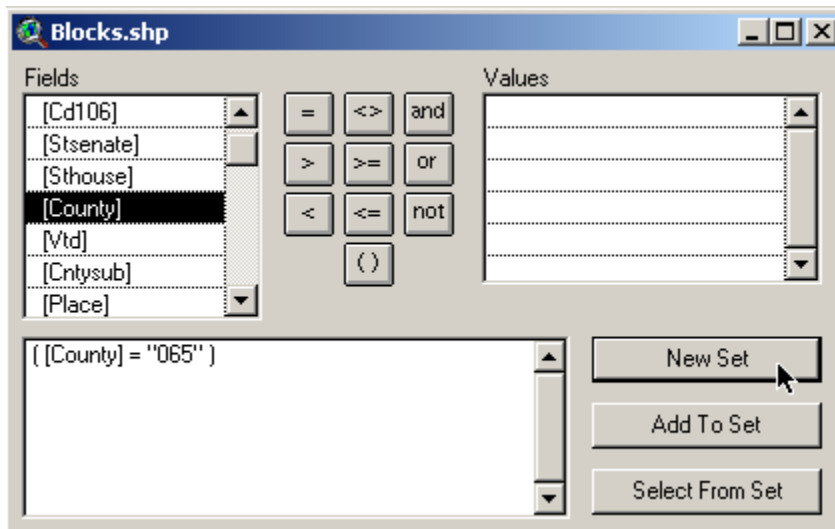 Blocks.shp
Fields
[Cd106]
[Stsenate]
[Sthouse]
[County]
[Vtd]
[Cntysub]
[Place]
= <> and
> >= or
< <= not
( )
Values
( [County] = "065" )
New Set
Add To Set
Select From Set